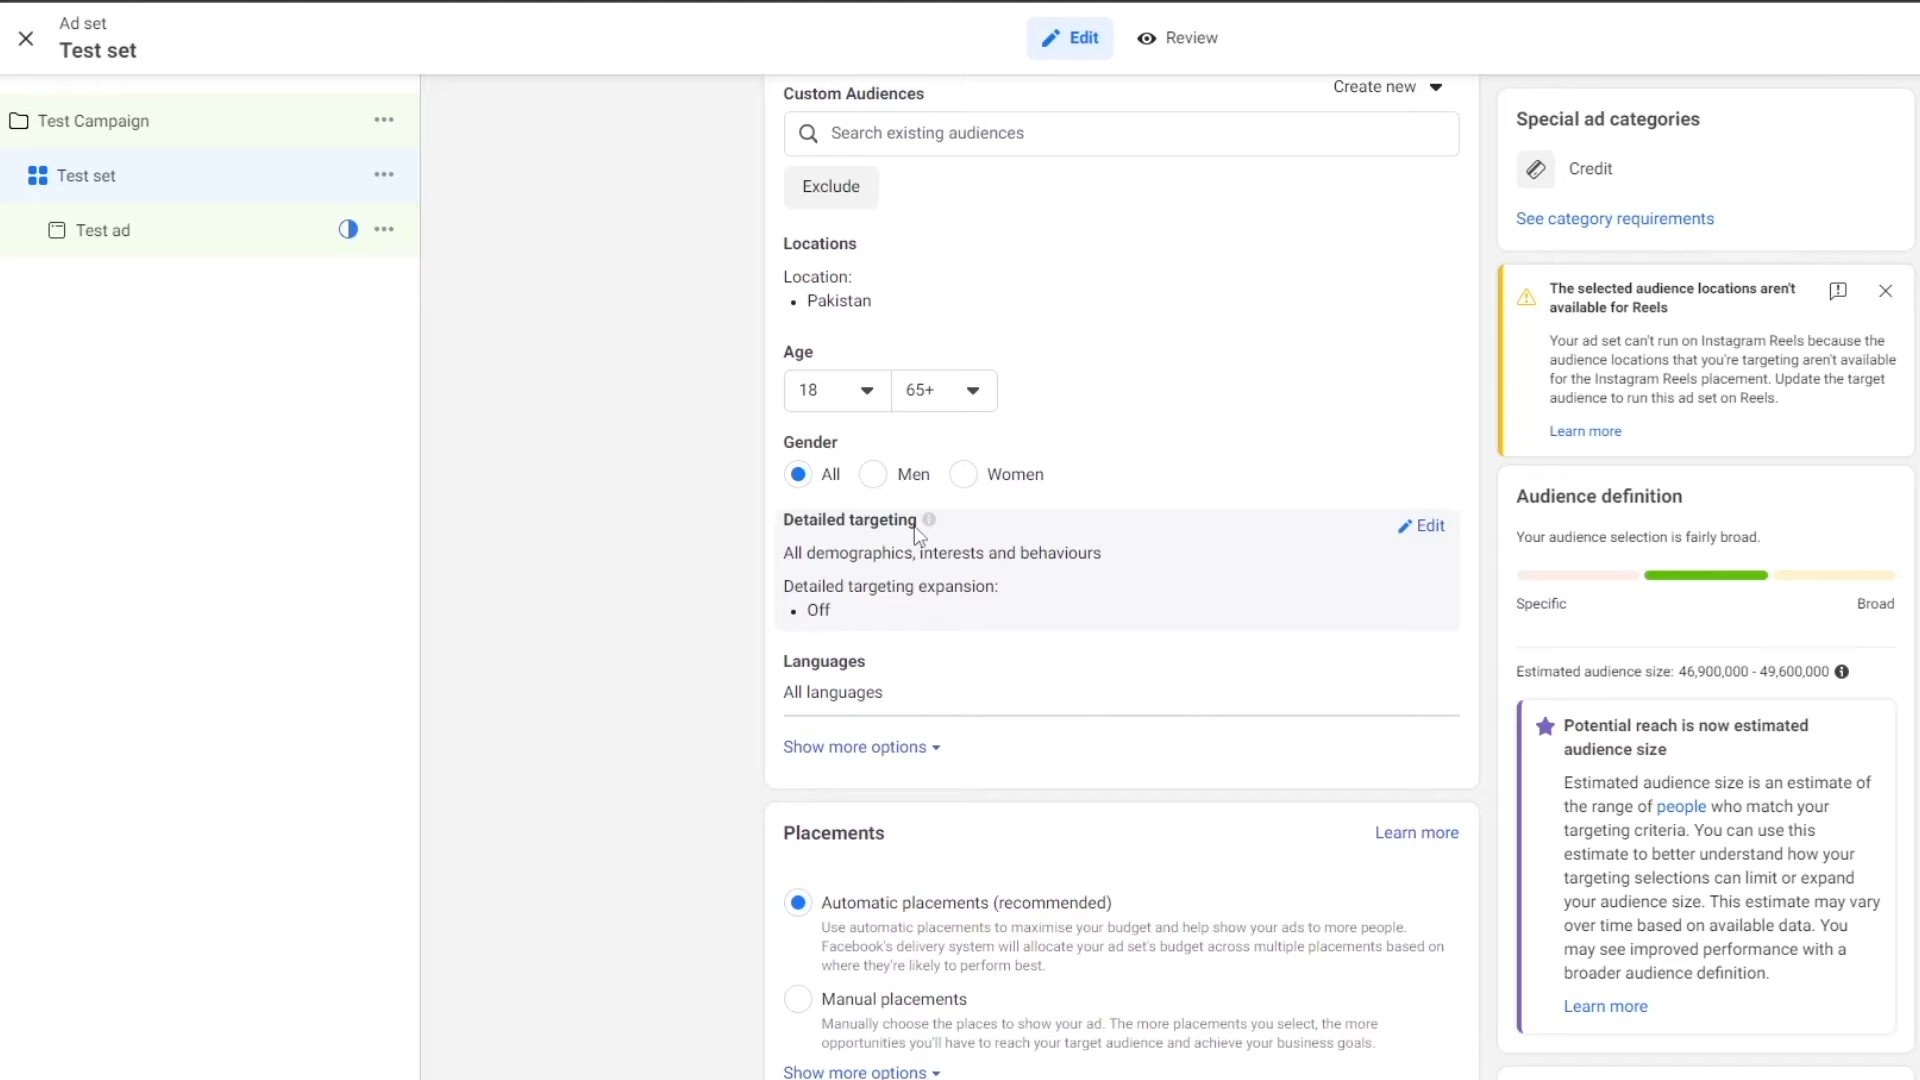 Ad set
Test set
Edit
Review
Test Campaign
Test set
Test ad
Custom Audiences
Create new
Search existing audiences
Exclude
Locations
Location:
• Pakistan
Age
18
65+
Gender
All
Men
Women
Detailed targeting
Edit
All demographics, interests and behaviours
Detailed targeting expansion:
• Off
Languages
All languages
Show more options
Placements
Learn more
Automatic placements (recommended)
Use automatic placements to maximise your budget and help show your ads to more people.
Facebook's delivery system will allocate your ad set's budget across multiple placements based on
where they're likely to perform best.
Manual placements
Manually choose the places to show your ad. The more placements you select, the more
opportunities you'll have to reach your target audience and achieve your business goals.
Show more options
Special ad categories
Credit
See category requirements
The selected audience locations aren't
available for Reels
Your ad set can't run on Instagram Reels because the
audience locations that you're targeting aren't available
for the Instagram Reels placement. Update the target
audience to run this ad set on Reels.
Learn more
Audience definition
Your audience selection is fairly broad.
Specific
Broad
Estimated audience size: 46,900,000 - 49,600,000
Potential reach is now estimated
audience size
Estimated audience size is an estimate of
the range of people who match your
targeting criteria. You can use this
estimate to better understand how your
targeting selections can limit or expand
your audience size. This estimate may vary
over time based on available data. You
may see improved performance with a
broader audience definition.
Learn more